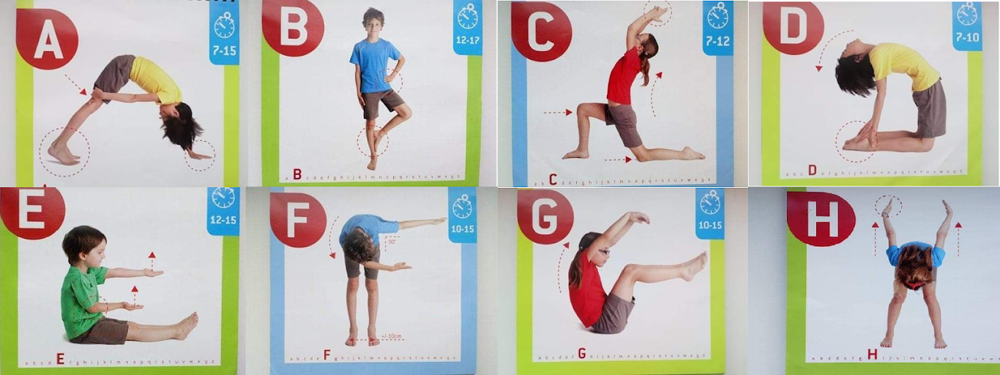 A
7-15
B
12-17
a B c d e f g h i j k l m n o p q r s t u v w x y z
C
7-12
a b C d e f g h i j k l m n o p q r s t u v w x y z
D
7-10
a b c D e f g h i j k l m n o p q r s t u v w x y z
E
12-15
a b c d E f g h i j k l m n o p q r s t u v w x y z
F
10-15
90°
+/-10cm
a b c d e F g h i j k l m n o p q r s t u v w x y z
G
10-15
a b c d e f G h i j k l m n o p q r s t u v w x y z
H
a b c d e f g H i j k l m n o p q r s t u v w x